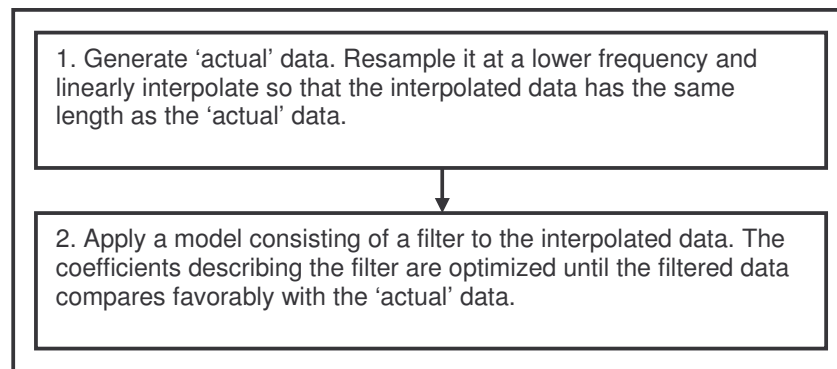 1. Generate ‘actual’ data. Resample it at a lower frequency and
linearly interpolate so that the interpolated data has the same
length as the ‘actual’ data.
2. Apply a model consisting of a filter to the interpolated data. The
coefficients describing the filter are optimized until the filtered data
compares favorably with the ‘actual’ data.